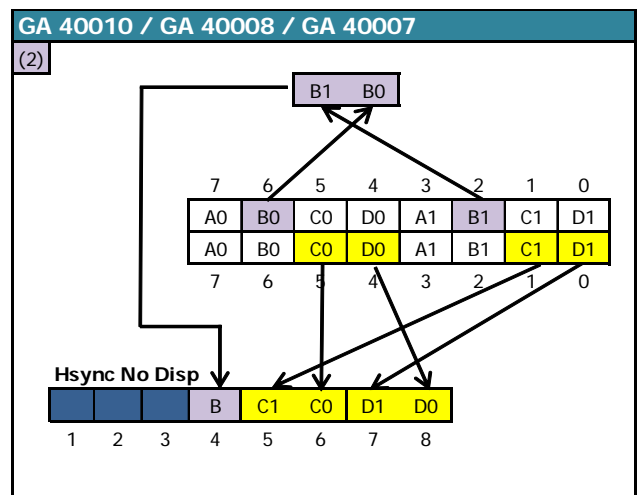 GA 40010 / GA 40008 / GA 40007
(2)
B1 B0
7 6 5 4 3 2 1 0
A0 B0 C0 D0 A1 B1 C1 D1
A0 B0 C0 D0 A1 B1 C1 D1
7 6 5 4 3 2 1 0
Hsync No Disp
B C1 C0 D1 D0
1 2 3 4 5 6 7 8